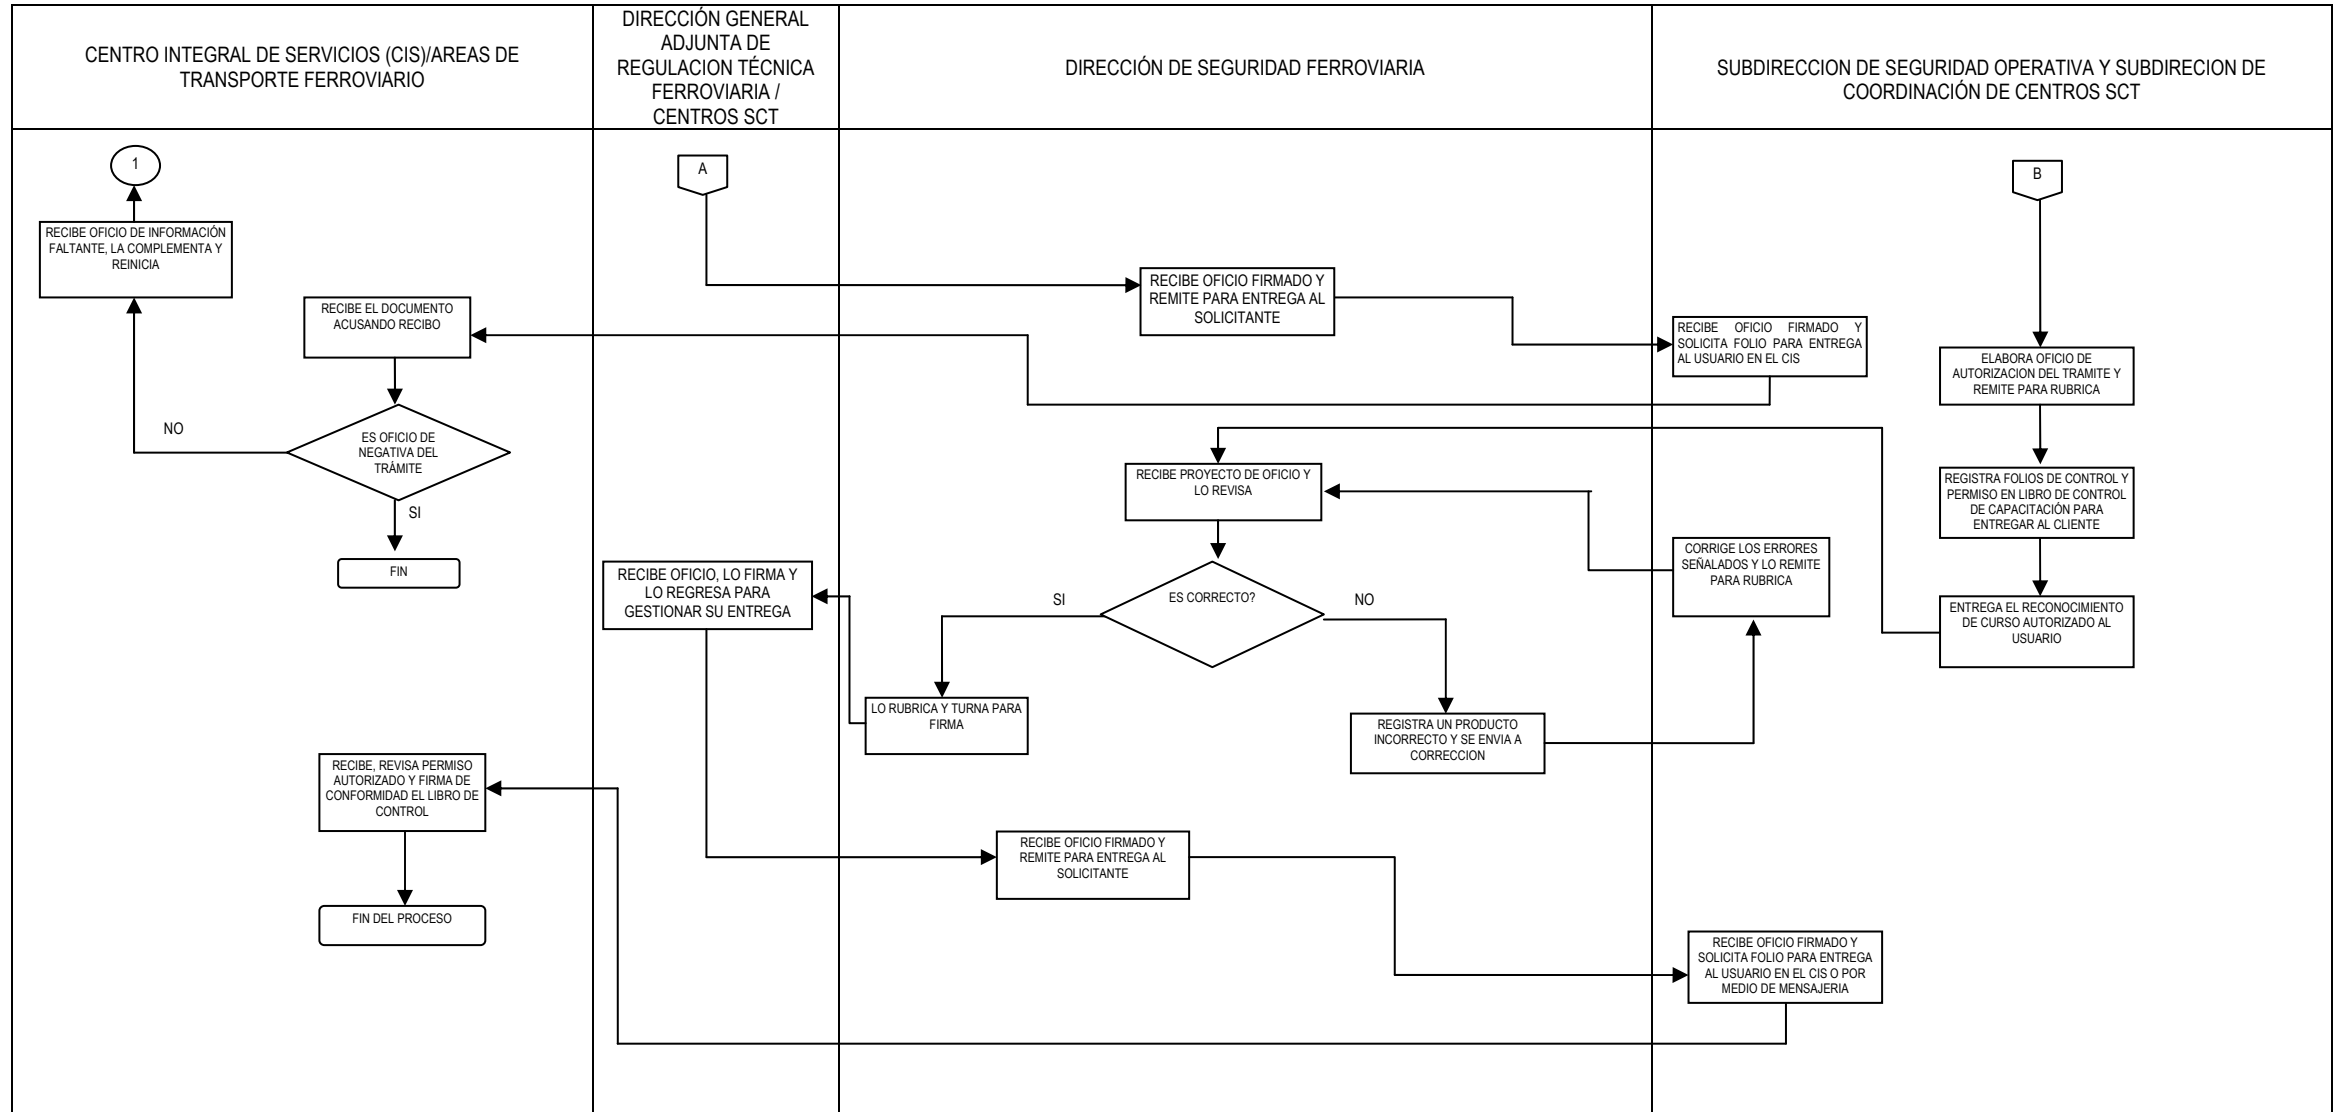 CENTRO INTEGRAL DE SERVICIOS (CIS)/AREAS DE
TRANSPORTE FERROVIARIO
DIRECCIÓN GENERAL
ADJUNTA DE
REGULACION TÉCNICA
FERROVIARIA /
CENTROS SCT
DIRECCIÓN DE SEGURIDAD FERROVIARIA
SUBDIRECCION DE SEGURIDAD OPERATIVA Y SUBDIRECION DE
COORDINACIÓN DE CENTROS SCT
1
RECIBE OFICIO DE INFORMACIÓN
FALTANTE, LA COMPLEMENTA Y
REINICIA
RECIBE EL DOCUMENTO
ACUSANDO RECIBO
NO
ES OFICIO DE
NEGATIVA DEL
TRÁMITE
SI
FIN
RECIBE, REVISA PERMISO
AUTORIZADO Y FIRMA DE
CONFORMIDAD EL LIBRO DE
CONTROL
FIN DEL PROCESO
A
RECIBE OFICIO, LO FIRMA Y
LO REGRESA PARA
GESTIONAR SU ENTREGA
RECIBE OFICIO FIRMADO Y
REMITE PARA ENTREGA AL
SOLICITANTE
RECIBE PROYECTO DE OFICIO Y
LO REVISA
SI
ES CORRECTO?
NO
LO RUBRICA Y TURNA PARA
FIRMA
REGISTRA UN PRODUCTO
INCORRECTO Y SE ENVIA A
CORRECCION
RECIBE OFICIO FIRMADO Y
REMITE PARA ENTREGA AL
SOLICITANTE
B
RECIBE OFICIO FIRMADO Y
SOLICITA FOLIO PARA ENTREGA
AL USUARIO EN EL CIS
ELABORA OFICIO DE
AUTORIZACION DEL TRAMITE Y
REMITE PARA RUBRICA
REGISTRA FOLIOS DE CONTROL Y
PERMISO EN LIBRO DE CONTROL
DE CAPACITACIÓN PARA
ENTREGAR AL CLIENTE
CORRIGE LOS ERRORES
SEÑALADOS Y LO REMITE
PARA RUBRICA
ENTREGA EL RECONOCIMIENTO
DE CURSO AUTORIZADO AL
USUARIO
RECIBE OFICIO FIRMADO Y
SOLICITA FOLIO PARA ENTREGA
AL USUARIO EN EL CIS O POR
MEDIO DE MENSAJERIA